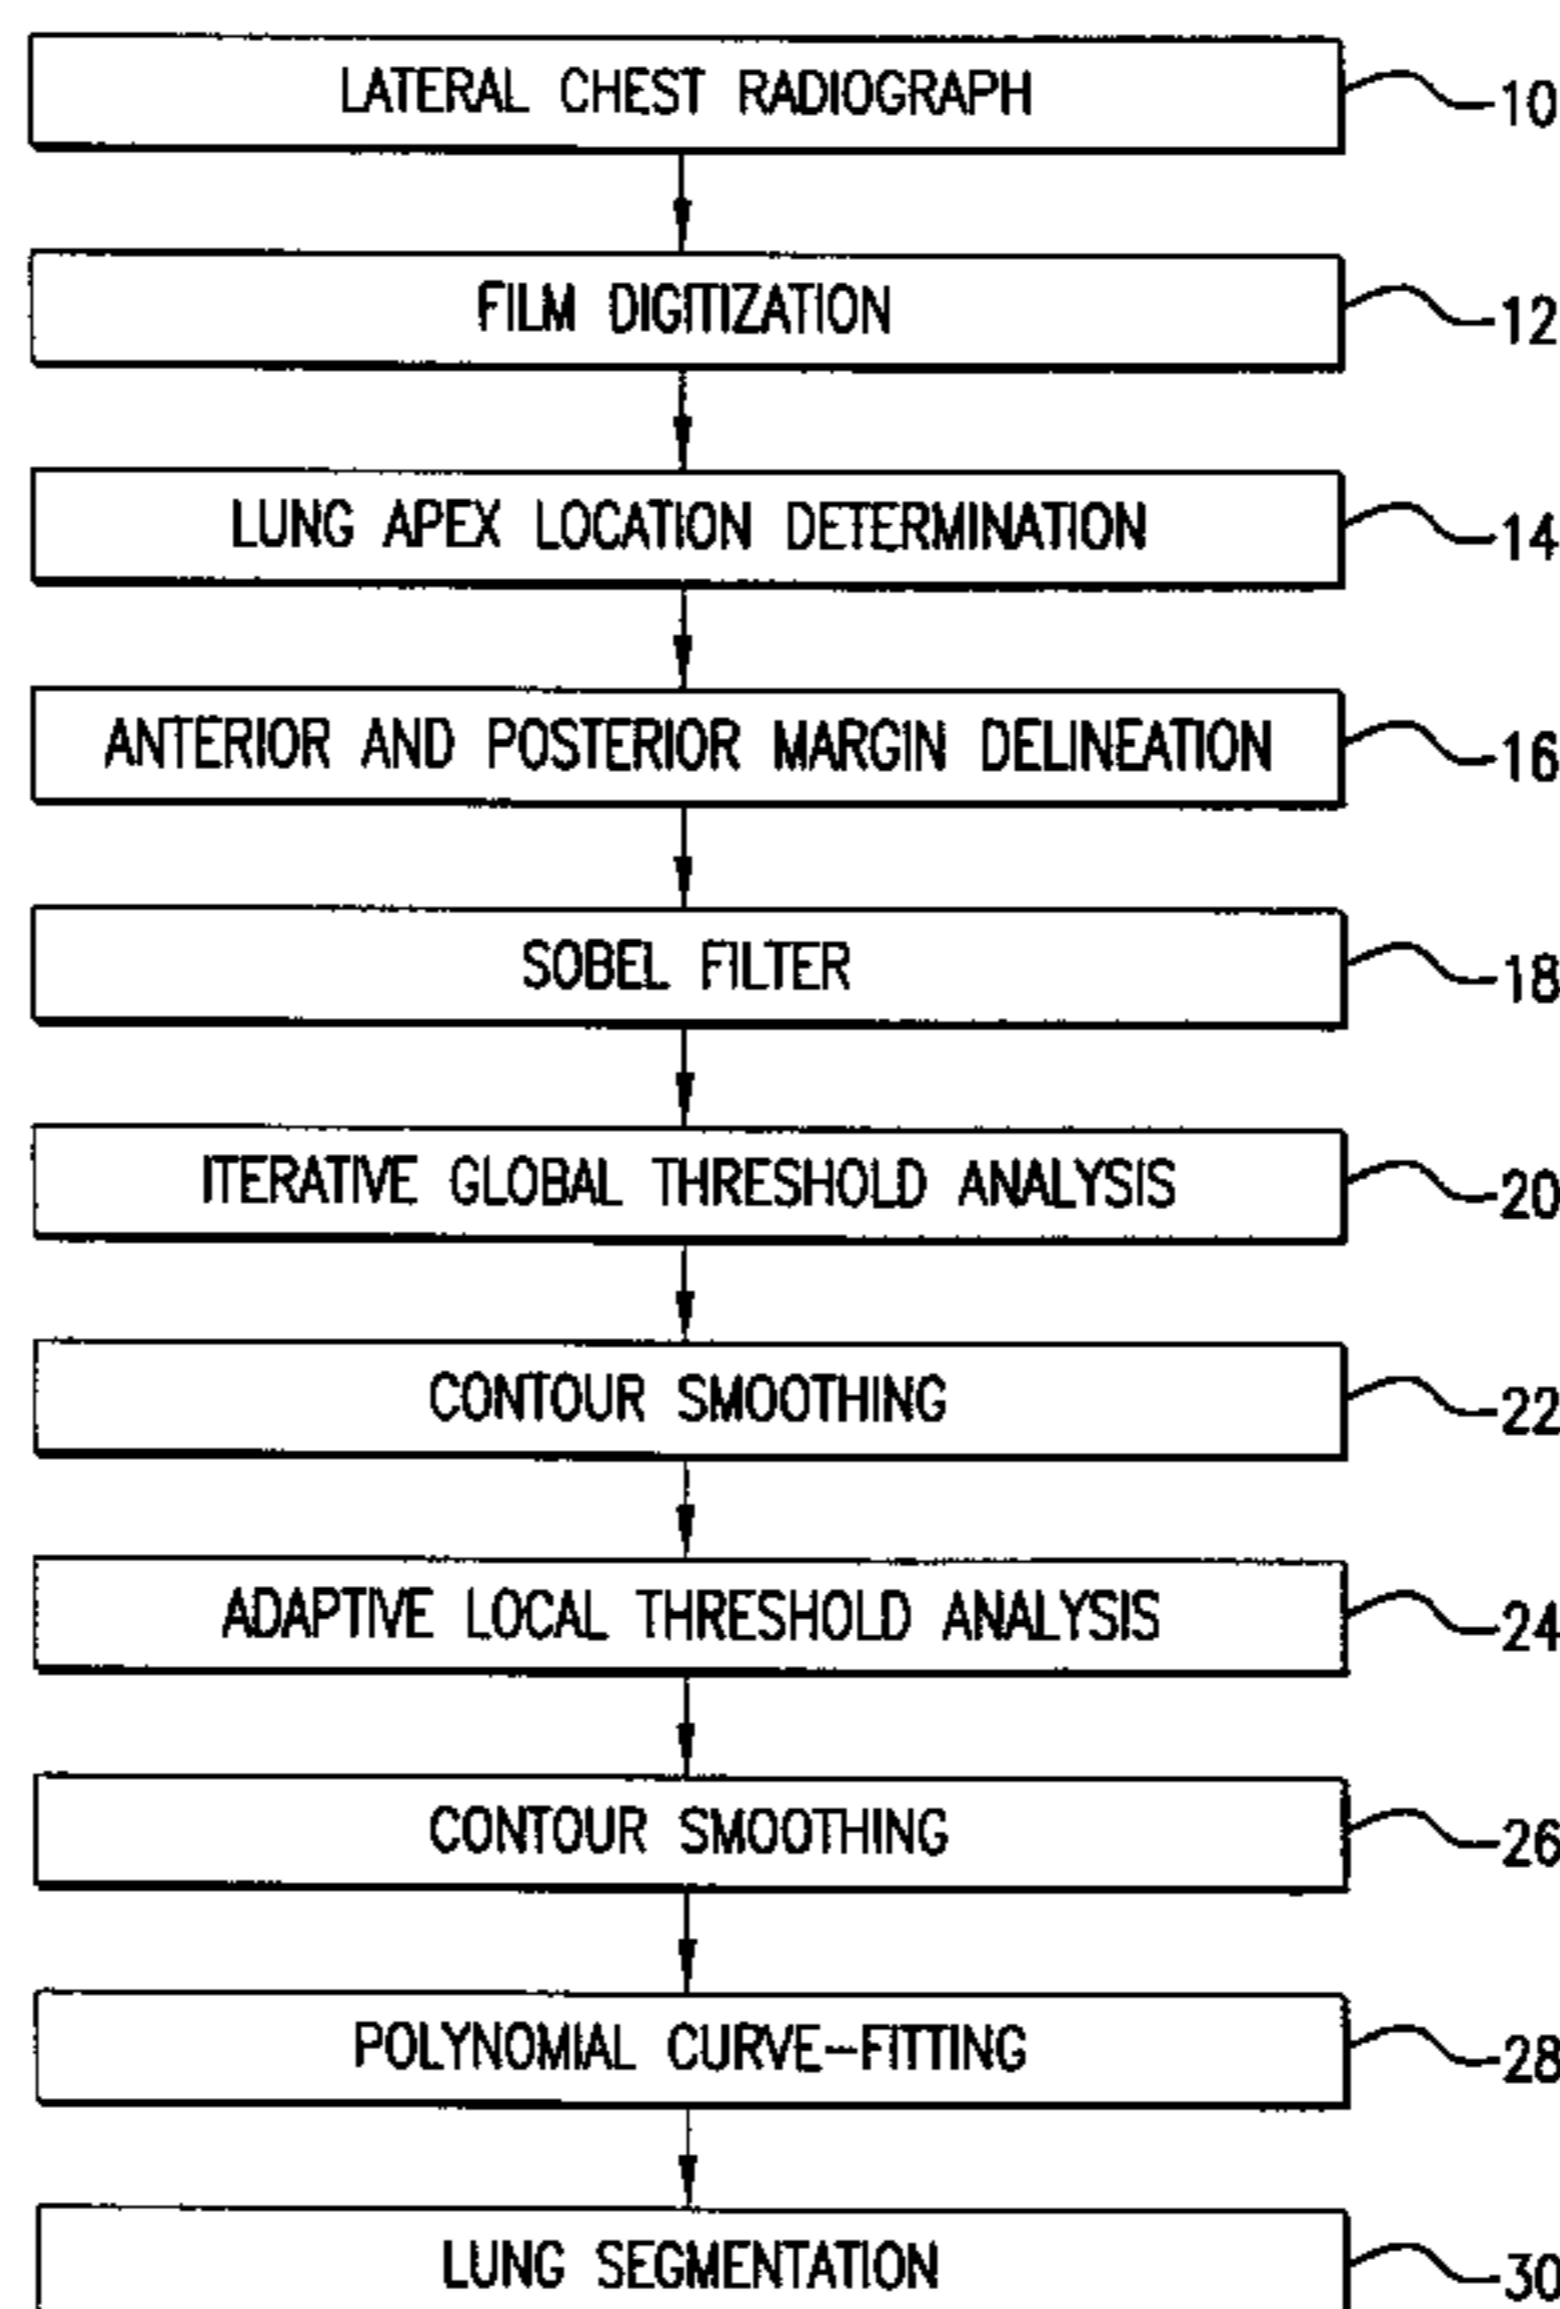 LATERAL CHEST RADIOGRAPH 10
FILM DIGITIZATION 12
LUNG APEX LOCATION DETERMINATION 14
ANTERIOR AND POSTERIOR MARGIN DELINEATION 16
SOBEL FILTER 18
ITERATIVE GLOBAL THRESHOLD ANALYSIS 20
CONTOUR SMOOTHING 22
ADAPTIVE LOCAL THRESHOLD ANALYSIS 24
CONTOUR SMOOTHING 26
POLYNOMIAL CURVE-FITTING 28
LUNG SEGMENTATION 30